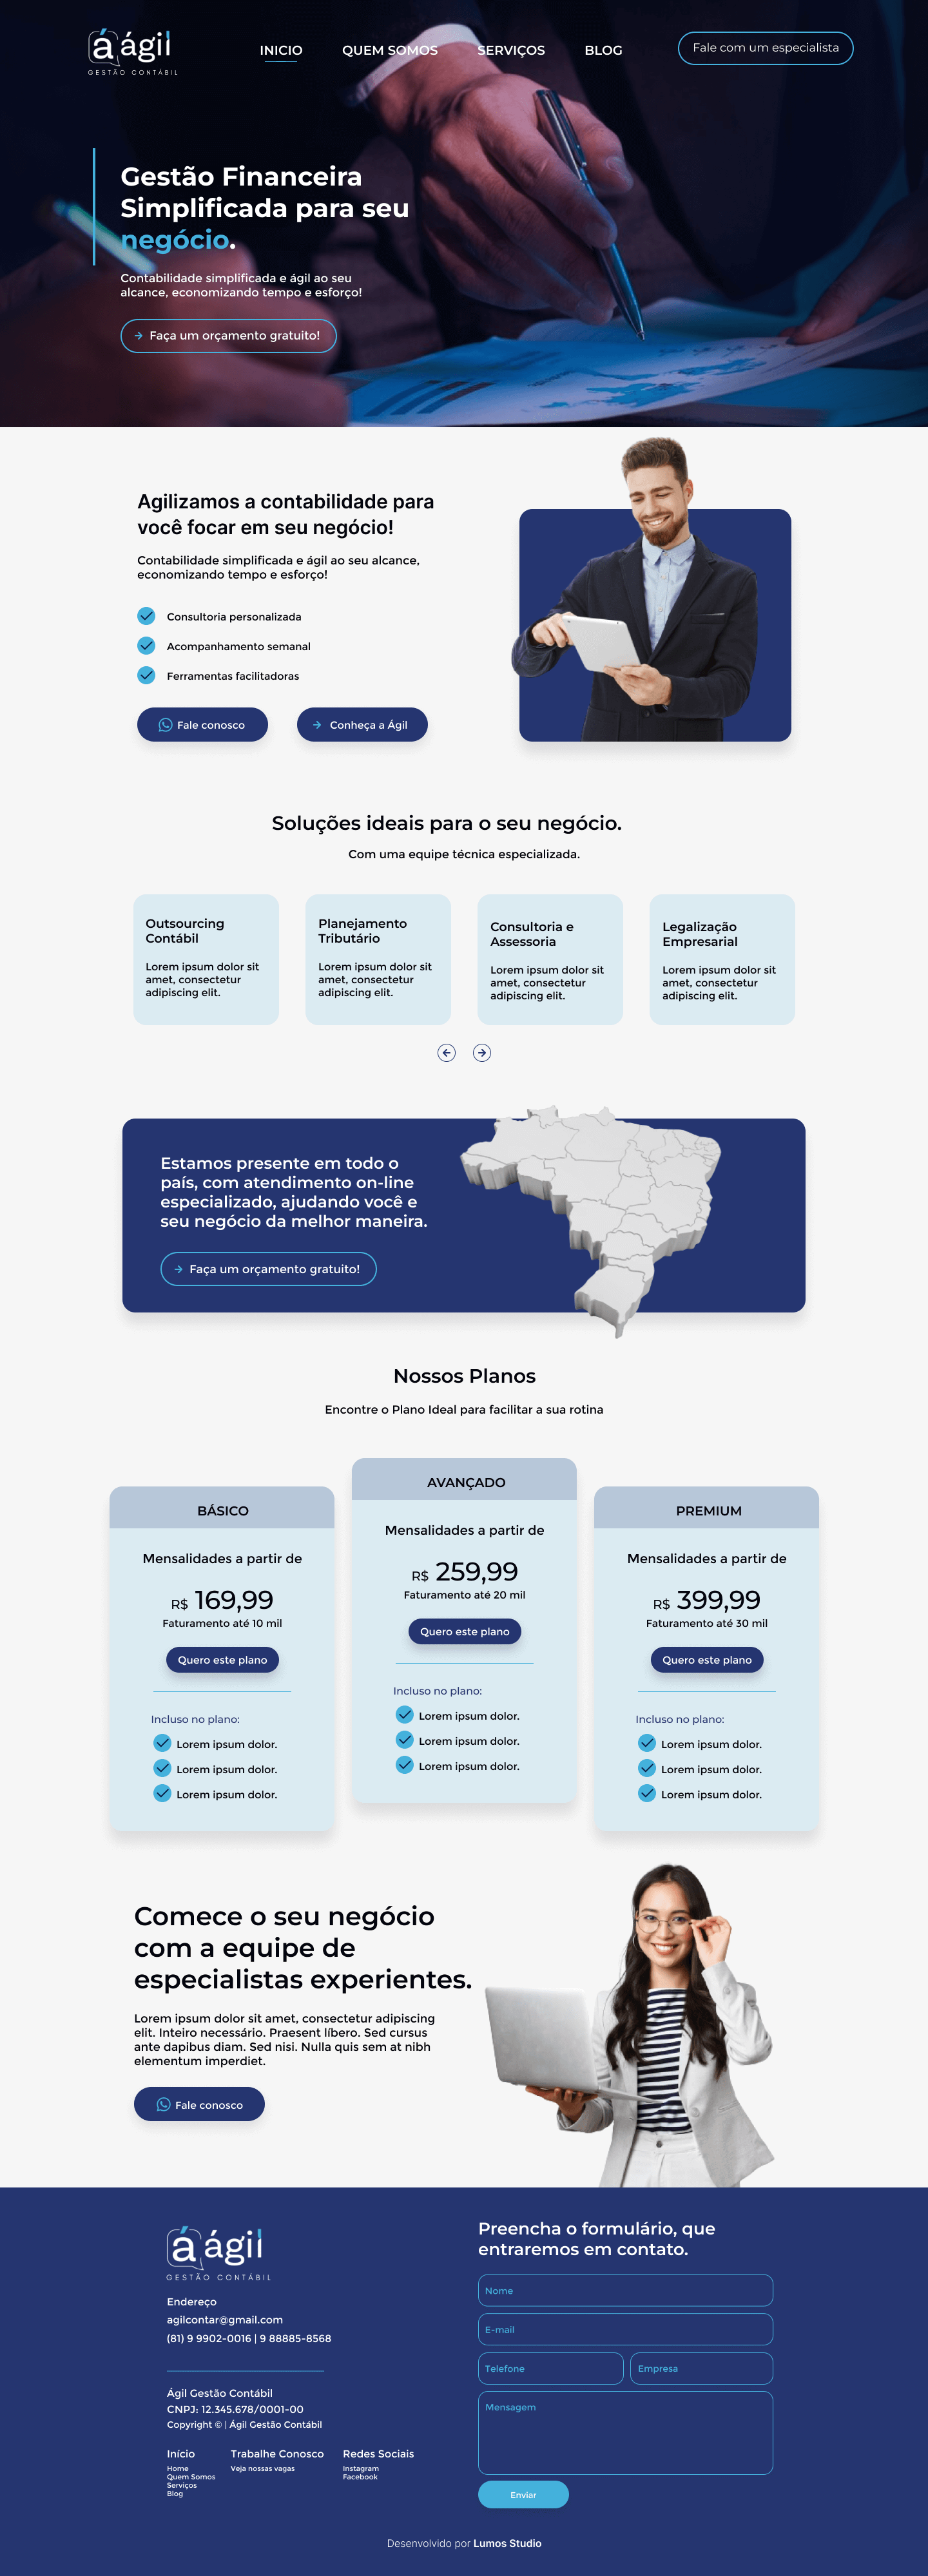 á ágil
GESTÃO CONTÁBIL
INICIO
QUEM SOMOS
SERVIÇOS
BLOG
Fale com um especialista
Gestão Financeira
Simplificada para seu
negócio.
Contabilidade simplificada e ágil ao seu
alcance, economizando tempo e esforço!
Faça um orçamento gratuito!
Agilizamos a contabilidade para
você focar em seu negócio!
Contabilidade simplificada e ágil ao seu alcance,
economizando tempo e esforço!
Consultoria personalizada
Acompanhamento semanal
Ferramentas facilitadoras
Fale conosco
Conheça a Ágil
Soluções ideais para o seu negócio.
Com uma equipe técnica especializada.
Outsourcing
Contábil
Lorem ipsum dolor sit
amet, consectetur
adipiscing elit.
Planejamento
Tributário
Lorem ipsum dolor sit
amet, consectetur
adipiscing elit.
Consultoria e
Assessoria
Lorem ipsum dolor sit
amet, consectetur
adipiscing elit.
Legalização
Empresarial
Lorem ipsum dolor sit
amet, consectetur
adipiscing elit.
Estamos presente em todo o
país, com atendimento on-line
especializado, ajudando você e
seu negócio da melhor maneira.
Faça um orçamento gratuito!
Nossos Planos
Encontre o Plano Ideal para facilitar a sua rotina
BÁSICO
Mensalidades a partir de
R$ 169,99
Faturamento até 10 mil
Quero este plano
Incluso no plano:
Lorem ipsum dolor.
Lorem ipsum dolor.
Lorem ipsum dolor.
AVANÇADO
Mensalidades a partir de
R$ 259,99
Faturamento até 20 mil
Quero este plano
Incluso no plano:
Lorem ipsum dolor.
Lorem ipsum dolor.
Lorem ipsum dolor.
PREMIUM
Mensalidades a partir de
R$ 399,99
Faturamento até 30 mil
Quero este plano
Incluso no plano:
Lorem ipsum dolor.
Lorem ipsum dolor.
Lorem ipsum dolor.
Comece o seu negócio
com a equipe de
especialistas experientes.
Lorem ipsum dolor sit amet, consectetur adipiscing
elit. Inteiro necessário. Praesent líbero. Sed cursus
ante dapibus diam. Sed nisi. Nulla quis sem at nibh
elementum imperdiet.
Fale conosco
á ágil
GESTÃO CONTÁBIL
Endereço
agilcontar@gmail.com
(81) 9 9902-0016 | 9 88885-8568
Ágil Gestão Contábil
CNPJ: 12.345.678/0001-00
Copyright © | Ágil Gestão Contábil
Início
Home
Quem Somos
Serviços
Blog
Trabalhe Conosco
Veja nossas vagas
Redes Sociais
Instagram
Facebook
Preencha o formulário, que
entraremos em contato.
Nome
E-mail
Telefone
Empresa
Mensagem
Enviar
Desenvolvido por Lumos Studio